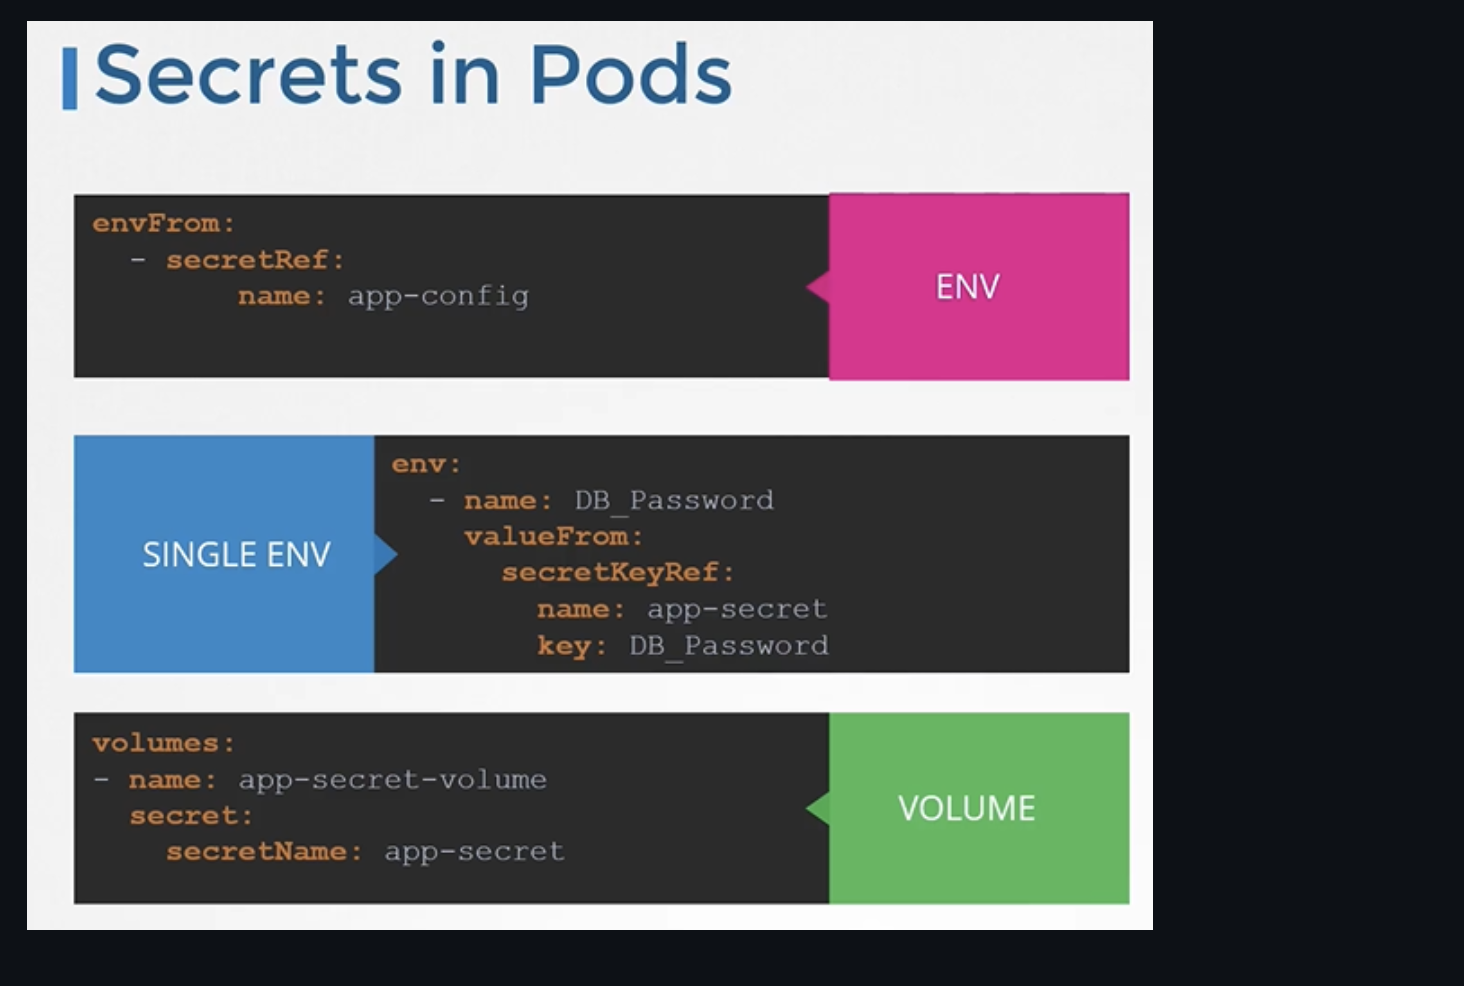 Secrets in Pods
envFrom:
  - secretRef:
        name: app-config
ENV
SINGLE ENV
env:
  - name: DB_Password
    valueFrom:
      secretKeyRef:
        name: app-secret
        key: DB_Password
volumes:
- name: app-secret-volume
  secret:
    secretName: app-secret
VOLUME